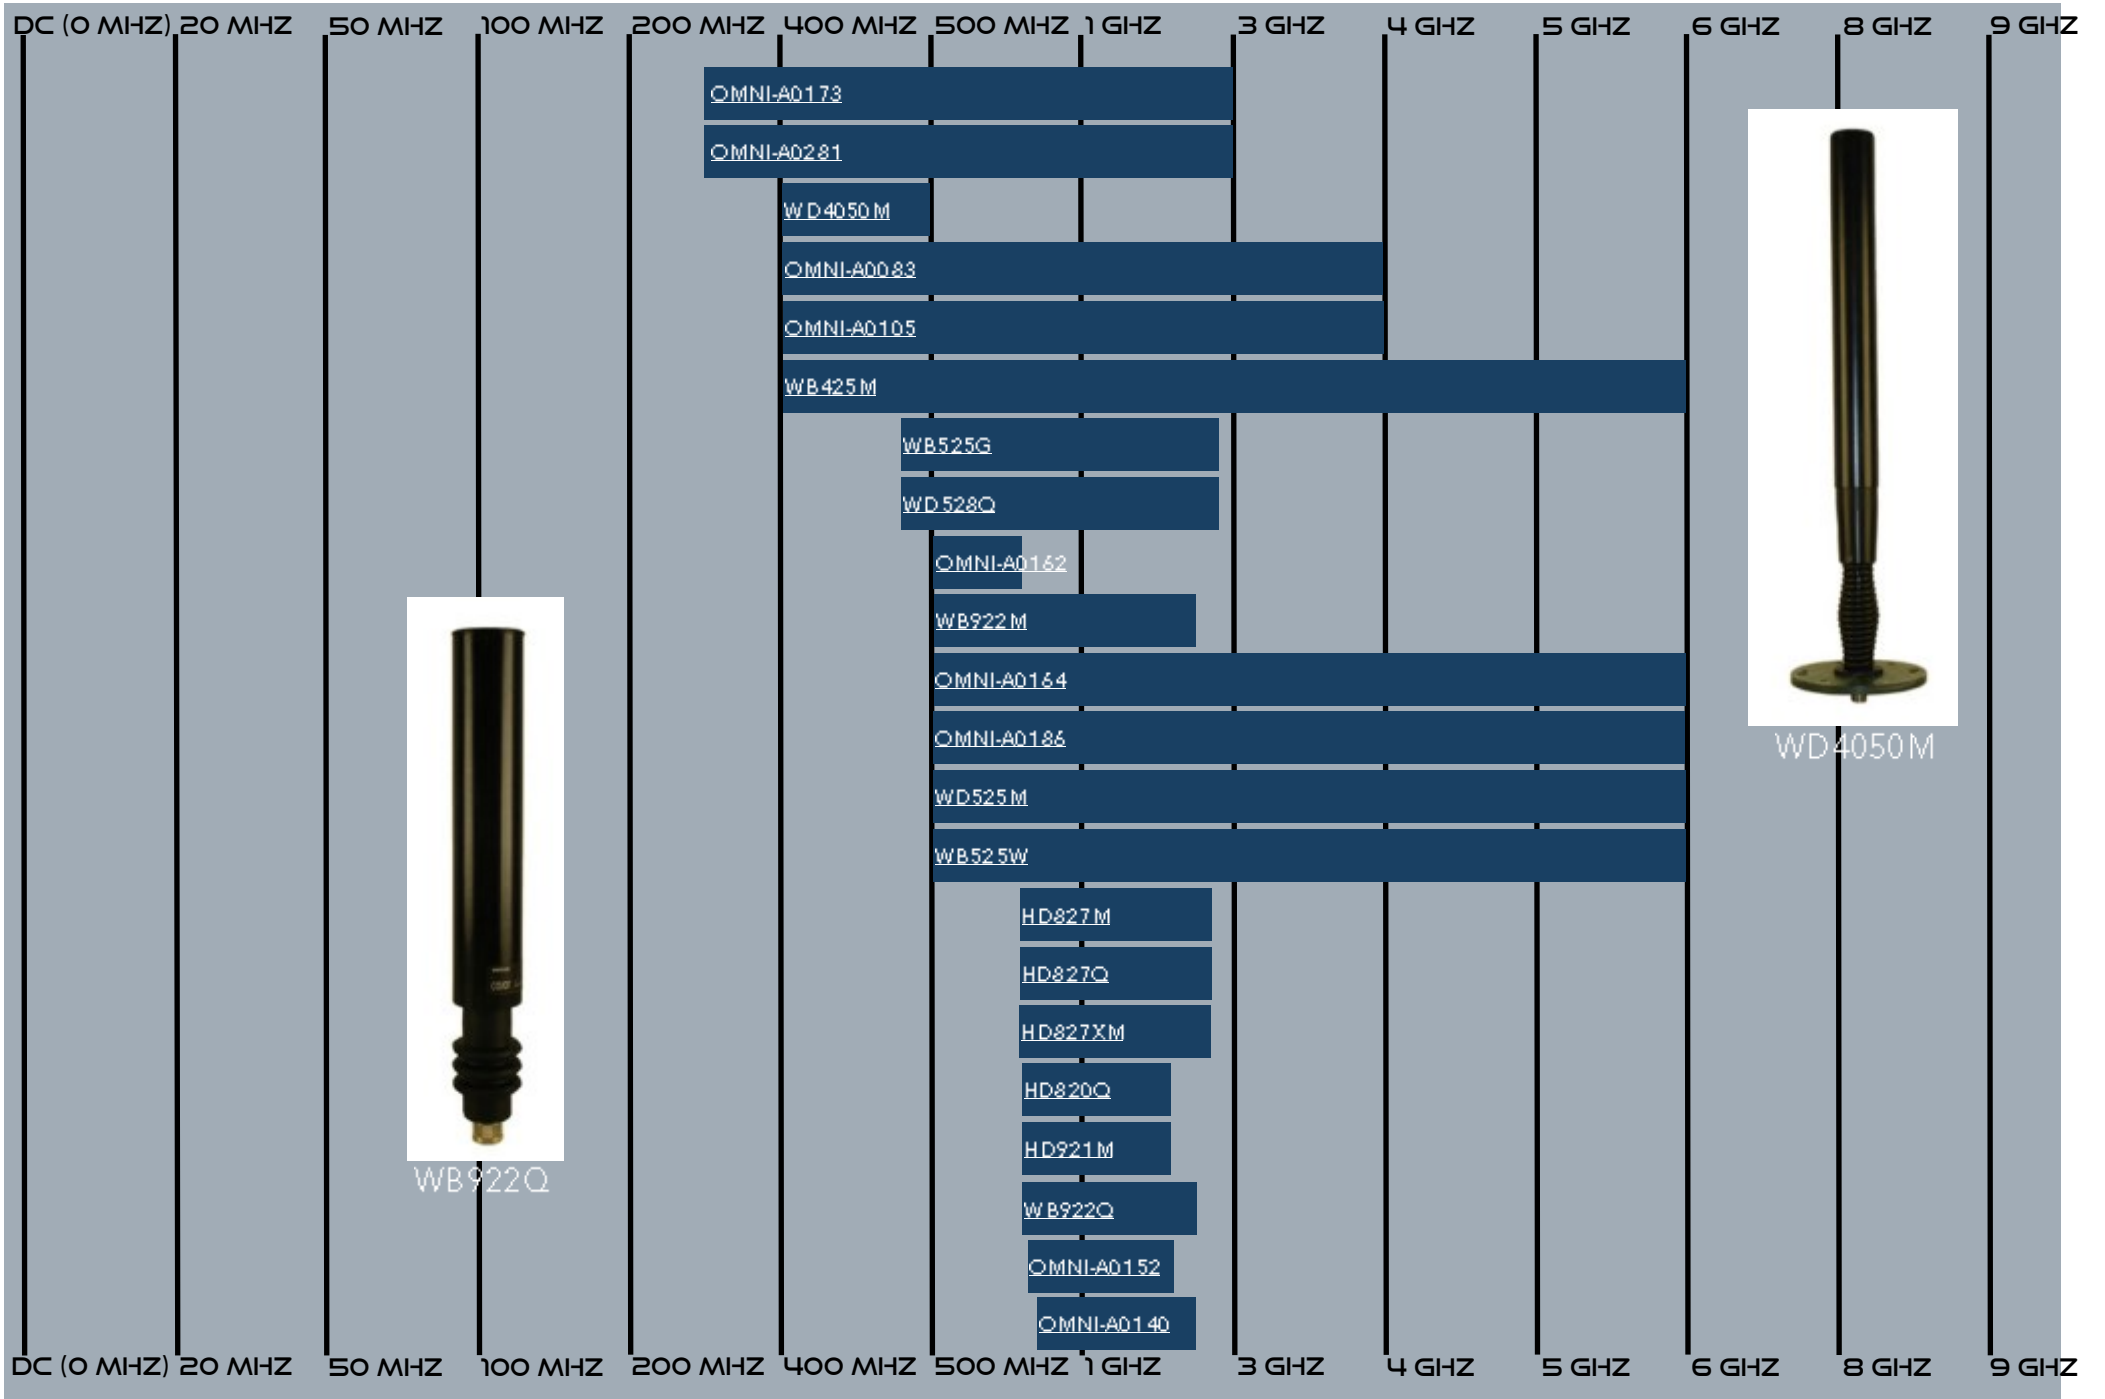 DC (0 MHZ) 20 MHZ 50 MHZ 100 MHZ 200 MHZ 400 MHZ 500 MHZ 1 GHZ 3 GHZ 4 GHZ 5 GHZ 6 GHZ 8 GHZ 9 GHZ
OMNI-A0173
OMNI-A0281
WD4050M
OMNI-A0083
OMNI-A0105
WB425M
WB525G
WD528Q
OMNI-A0162
WB922M
OMNI-A0164
OMNI-A0186
WD4050M
WD525M
WB525W
HD827M
HD827Q
HD827XM
HD820Q
HD921M
WB922Q
WB922Q
OMNI-A0152
OMNI-A0140
DC (0 MHZ) 20 MHZ 50 MHZ 100 MHZ 200 MHZ 400 MHZ 500 MHZ 1 GHZ 3 GHZ 4 GHZ 5 GHZ 6 GHZ 8 GHZ 9 GHZ